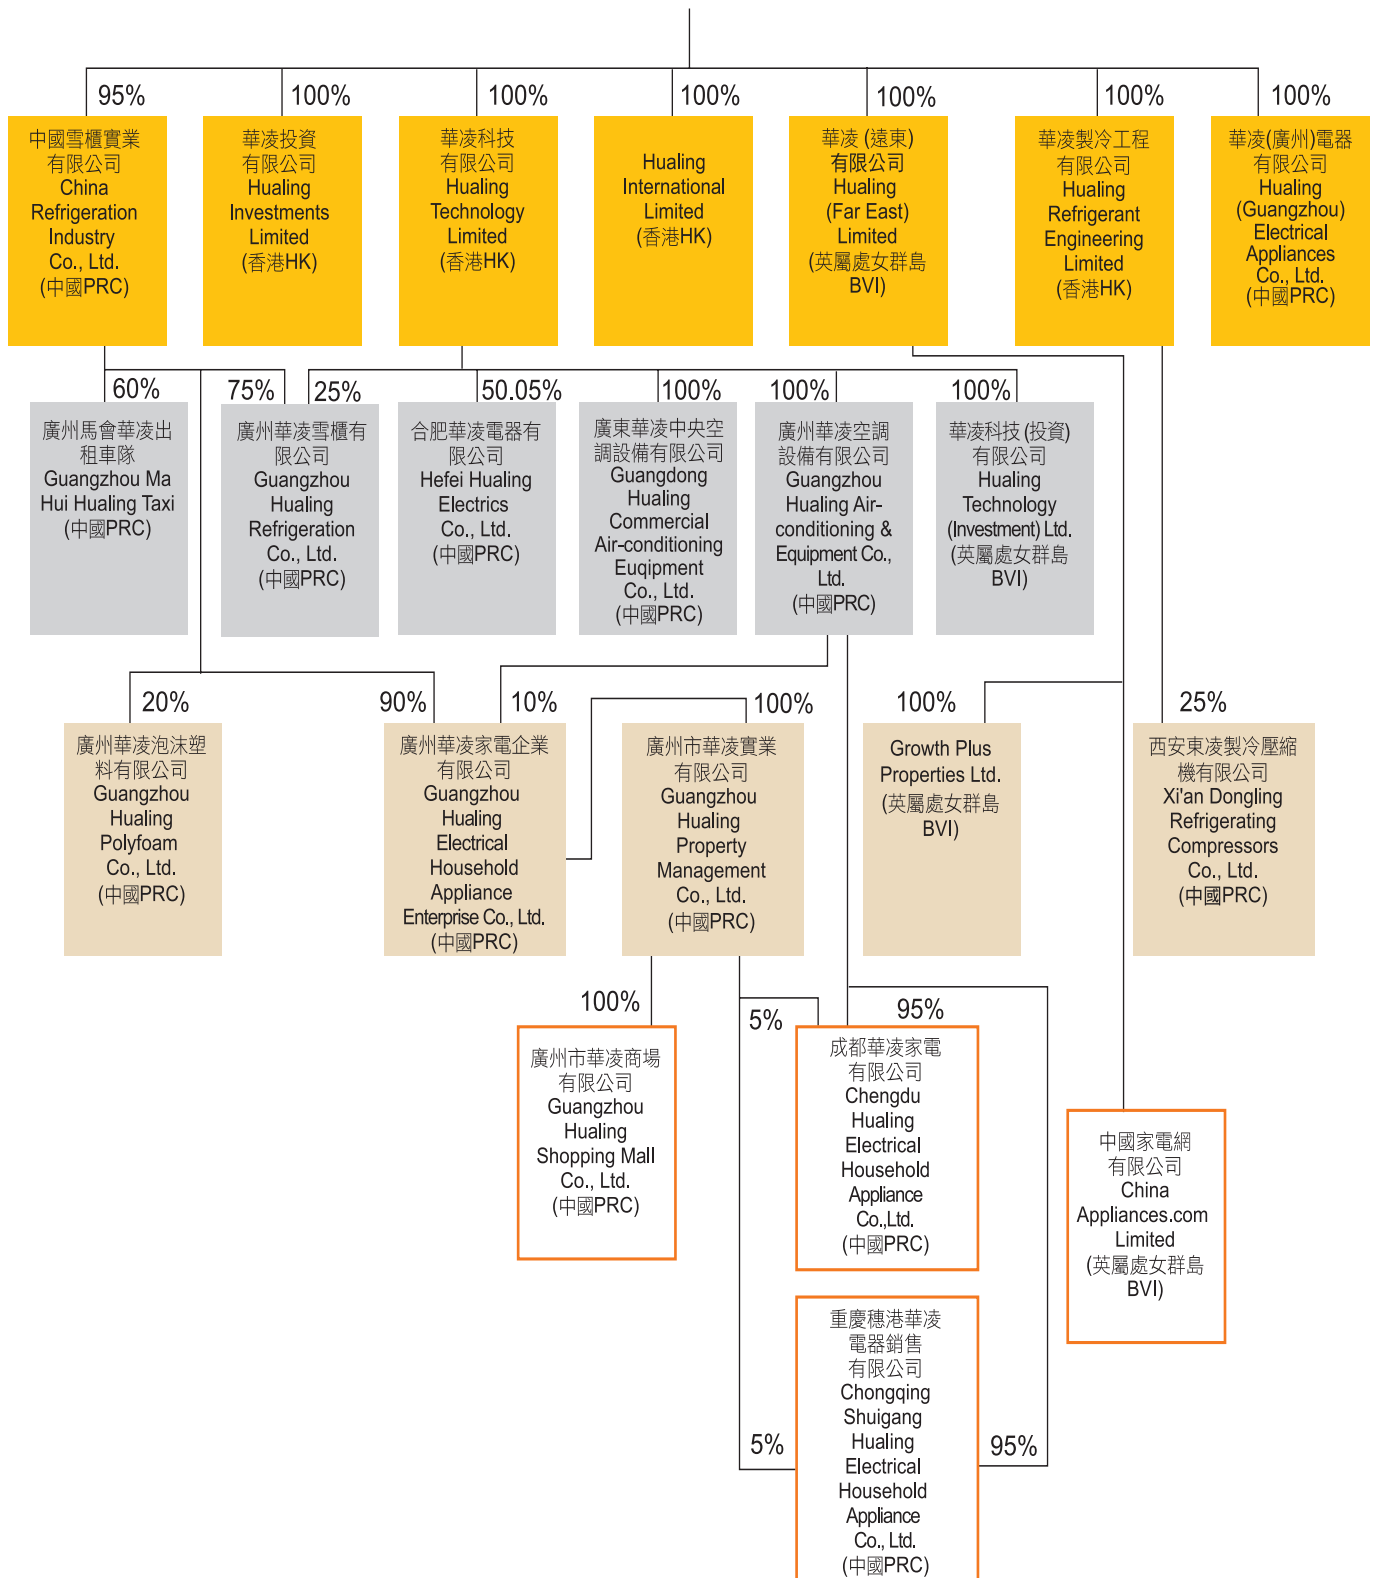 95%
100%
100%
100%
100%
100%
100%
中國雪櫃實業
有限公司
China
Refrigeration
Industry
Co., Ltd.
(中國PRC)
華凌投資
有限公司
Hualing
Investments
Limited
(香港HK)
華凌科技
有限公司
Hualing
Technology
Limited
(香港HK)
Hualing
International
Limited
(香港HK)
華凌 (遠東)
有限公司
Hualing
(Far East)
Limited
(英屬處女群島
BVI)
華凌製冷工程
有限公司
Hualing
Refrigerant
Engineering
Limited
(香港HK)
華凌(廣州)電器
有限公司
Hualing
(Guangzhou)
Electrical
Appliances
Co., Ltd.
(中國PRC)
60%
75%
25%
50.05%
100%
100%
100%
廣州馬會華凌出
租車隊
Guangzhou Ma
Hui Hualing Taxi
(中國PRC)
廣州華凌雪櫃有
限公司
Guangzhou
Hualing
Refrigeration
Co., Ltd.
(中國PRC)
合肥華凌電器有
限公司
Hefei Hualing
Electrics
Co., Ltd.
(中國PRC)
廣東華凌中央空
調設備有限公司
Guangdong
Hualing
Commercial
Air-conditioning
Euqipment
Co., Ltd.
(中國PRC)
廣州華凌空調
設備有限公司
Guangzhou
Hualing Air-
conditioning &
Equipment Co.,
Ltd.
(中國PRC)
華凌科技 (投資)
有限公司
Hualing
Technology
(Investment) Ltd.
(英屬處女群島
BVI)
20%
90%
10%
100%
100%
25%
廣州華凌泡沫塑
料有限公司
Guangzhou
Hualing
Polyfoam
Co., Ltd.
(中國PRC)
廣州華凌家電企業
有限公司
Guangzhou
Hualing
Electrical
Household
Appliance
Enterprise Co., Ltd.
(中國PRC)
廣州市華凌實業
有限公司
Guangzhou
Hualing
Property
Management
Co., Ltd.
(中國PRC)
Growth Plus
Properties Ltd.
(英屬處女群島
BVI)
西安東凌製冷壓縮
機有限公司
Xi'an Dongling
Refrigerating
Compressors
Co., Ltd.
(中國PRC)
100%
5%
95%
廣州市華凌商場
有限公司
Guangzhou
Hualing
Shopping Mall
Co., Ltd.
(中國PRC)
成都華凌家電
有限公司
Chengdu
Hualing
Electrical
Household
Appliance
Co.,Ltd.
(中國PRC)
中國家電網
有限公司
China
Appliances.com
Limited
(英屬處女群島
BVI)
5%
95%
重慶穗港華凌
電器銷售
有限公司
Chongqing
Shuigang
Hualing
Electrical
Household
Appliance
Co., Ltd.
(中國PRC)